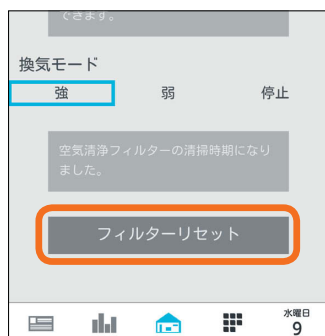 できます。
換気モード
強 弱 停止
空気清浄フィルターの清掃時期になり
ました。
フィルターリセット
水曜日
9